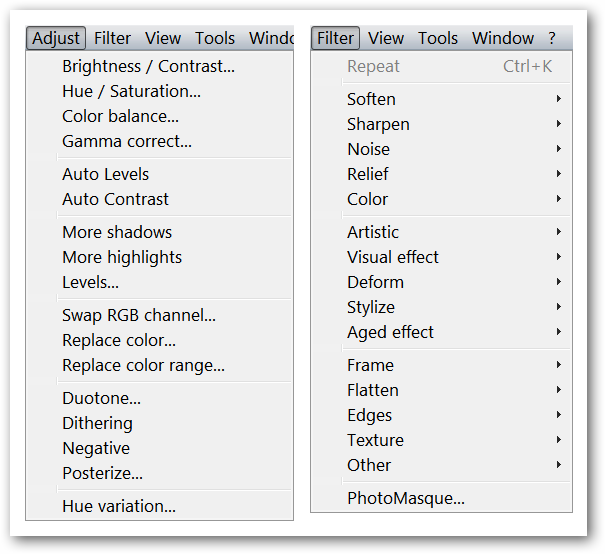 Adjust Filter View Tools
Brightness / Contrast...
Hue / Saturation...
Color balance...
Gamma correct...
Auto Levels
Auto Contrast
More shadows
More highlights
Levels...
Swap RGB channel...
Replace color...
Replace color range...
Duotone...
Dithering
Negative
Posterize...
Hue variation...
Filter View Tools Window ?
Repeat Ctrl+K
Soften
Sharpen
Noise
Relief
Color
Artistic
Visual effect
Deform
Stylize
Aged effect
Frame
Flatten
Edges
Texture
Other
PhotoMasque...